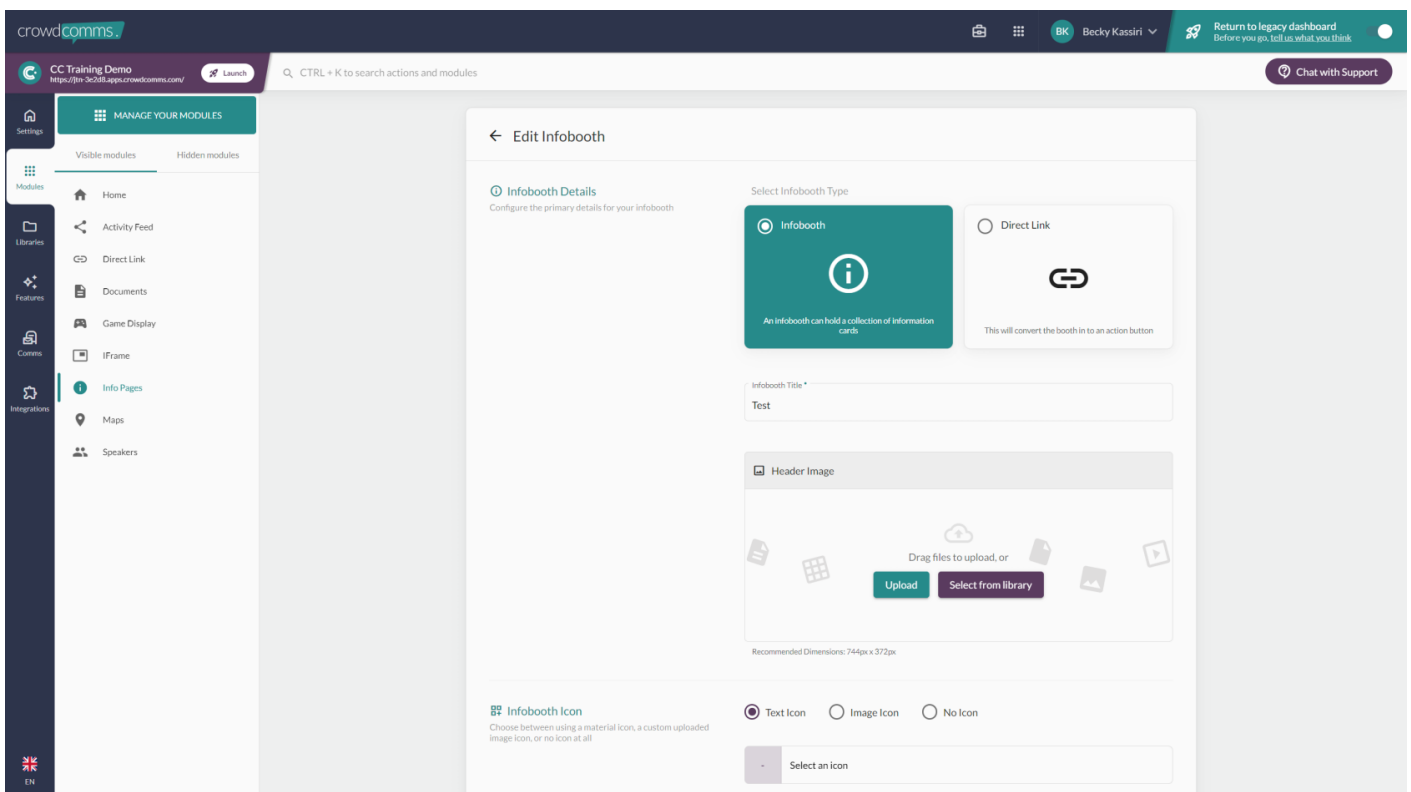 crowdcomms.
BK
Becky Kassiri
Return to legacy dashboard
Before you go, tell us what you think
CC Training Demo
https://jtn-3e2d8.apps.crowdcomms.com/
Launch
CTRL + K to search actions and modules
Chat with Support
Settings
Modules
Libraries
Features
Comms
Integrations
EN
MANAGE YOUR MODULES
Visible modules
Hidden modules
Home
Activity Feed
Direct Link
Documents
Game Display
IFrame
Info Pages
Maps
Speakers
Edit Infobooth
Infobooth Details
Configure the primary details for your infobooth
Select Infobooth Type
Infobooth
An infobooth can hold a collection of information
cards
Direct Link
This will convert the booth in to an action button
Infobooth Title *
Test
Header Image
Drag files to upload, or
Upload
Select from library
Recommended Dimensions: 744px x 372px
Infobooth Icon
Choose between using a material icon, a custom uploaded
image icon, or no icon at all
Text Icon
Image Icon
No Icon
-
Select an icon